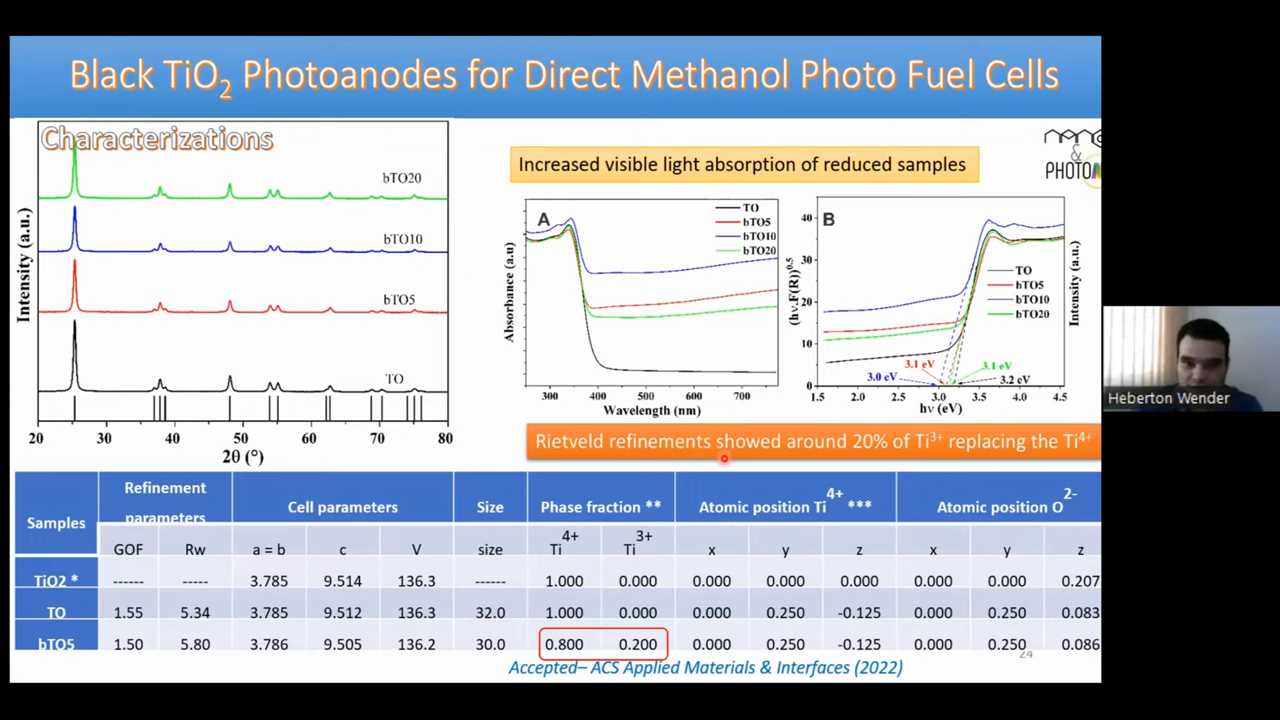 Black TiO2 Photoanodes for Direct Methanol Photo Fuel Cells
Characterizations
bTO20
bTO10
bTO5
TO
Intensity (a.u.)
20 30 40 50 60 70 80
2θ (°)
&
PHOTO
Increased visible light absorption of reduced samples
A
TO
bTO5
bTO10
bTO20
Absorbance (a.u)
300 400 500 600 700
Wavelength (nm)
B
40
30
20
10
0
(hν.F(R))^0.5
TO
bTO5
bTO10
bTO20
3.1 eV
3.1 eV
3.0 eV
3.2 eV
1.5 2.0 2.5 3.0 3.5 4.0 4.5
hν (eV)
Intensity (a.u.)
Heberton Wender
Rietveld refinements showed around 20% of Ti3+ replacing the Ti4+
Samples Refinement parameters Cell parameters Size Phase fraction ** Atomic position Ti4+ *** Atomic position O2-
GOF Rw a = b c V size Ti4+ Ti3+ x y z x y z
TiO2 * ------ ----- 3.785 9.514 136.3 ------ 1.000 0.000 0.000 0.000 0.000 0.000 0.000 0.207
TO 1.55 5.34 3.785 9.512 136.3 32.0 1.000 0.000 0.000 0.250 -0.125 0.000 0.250 0.083
bTO5 1.50 5.80 3.786 9.505 136.2 30.0 0.800 0.200 0.000 0.250 -0.125 0.000 0.250 0.086
24
Accepted– ACS Applied Materials & Interfaces (2022)